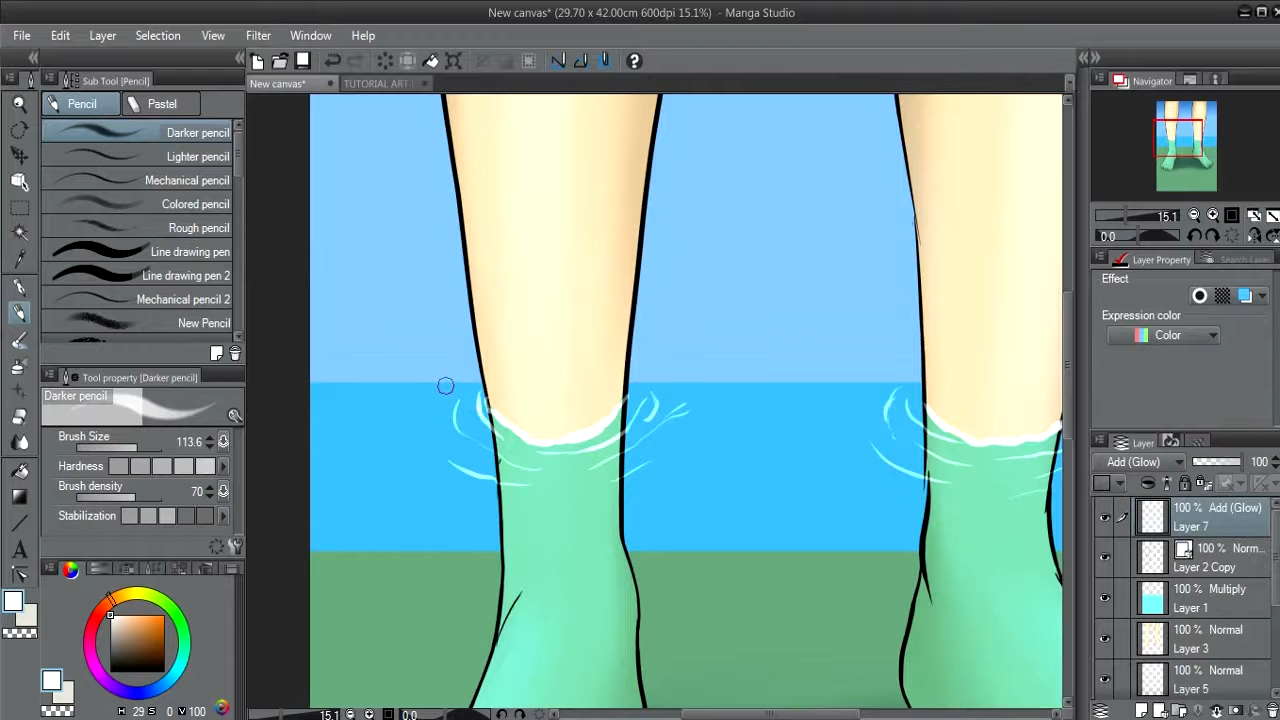 New canvas* (29.70 x 42.00cm 600dpi 15.1%) - Manga Studio
File Edit Layer Selection View Filter Window Help
Sub Tool [Pencil]
New canvas* TUTORIAL ART
Navigator
Pencil Pastel
Darker pencil
Lighter pencil
Mechanical pencil
Colored pencil
Rough pencil
Line drawing pen
Line drawing pen 2
Mechanical pencil 2
New Pencil
Tool property [Darker pencil]
Darker pencil
Brush Size 113.6
Hardness
Brush density 70
Stabilization
H 29 S 0 V 100
15.1 0.0
15.1
0.0
Layer Property Search Layer
Effect
Expression color
Color
Layer
Add (Glow) 100
100 % Add (Glow)
Layer 7
100 % Norm...
Layer 2 Copy
100 % Multiply
Layer 1
100 % Normal
Layer 3
100 % Normal
Layer 5